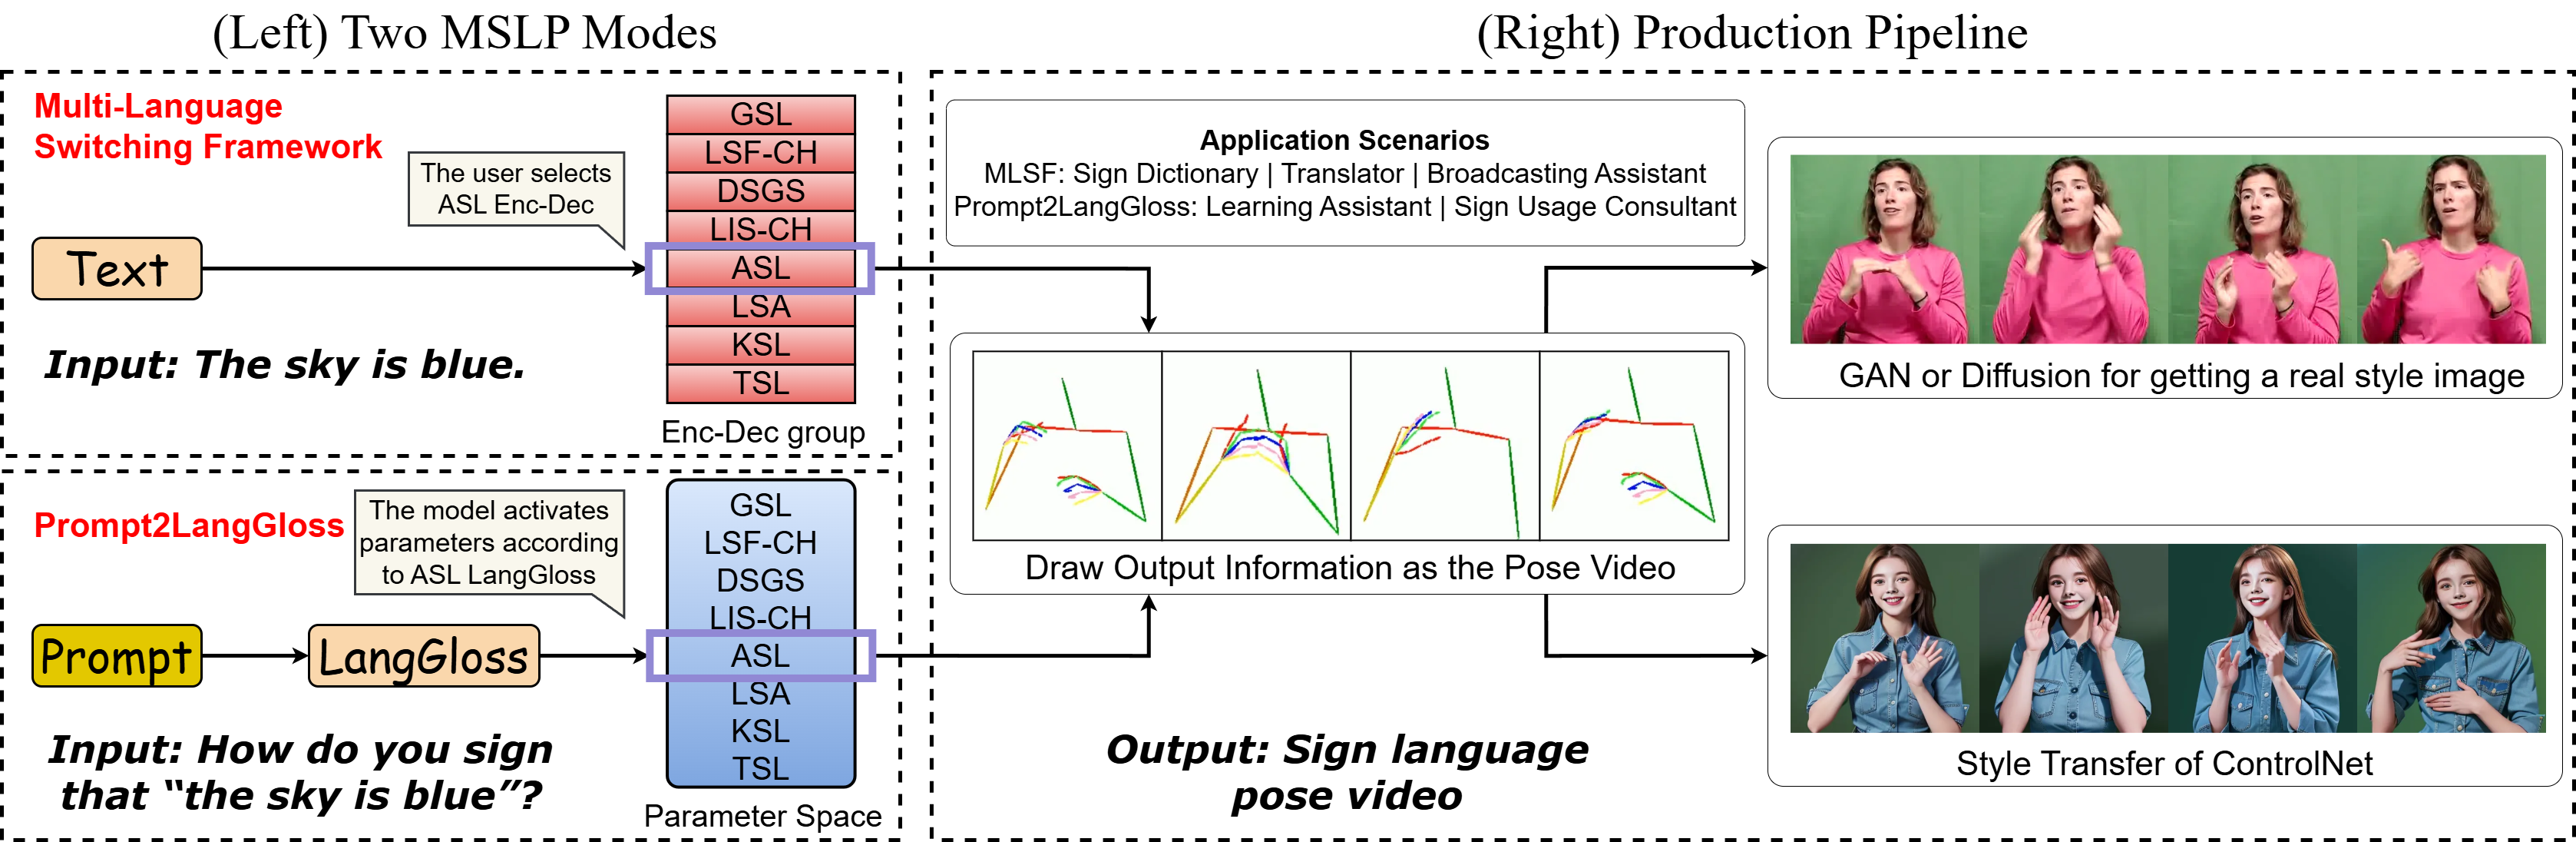 (Left) Two MSLP Modes
Multi-Language
Switching Framework
The user selects
ASL Enc-Dec
Text
Input: The sky is blue.
GSL
LSF-CH
DSGS
LIS-CH
ASL
LSA
KSL
TSL
Enc-Dec group
Prompt2LangGloss
The model activates
parameters according
to ASL LangGloss
Prompt
LangGloss
Input: How do you sign
that “the sky is blue”?
GSL
LSF-CH
DSGS
LIS-CH
ASL
LSA
KSL
TSL
Parameter Space
(Right) Production Pipeline
Application Scenarios
MLSF: Sign Dictionary | Translator | Broadcasting Assistant
Prompt2LangGloss: Learning Assistant | Sign Usage Consultant
Draw Output Information as the Pose Video
Output: Sign language
pose video
GAN or Diffusion for getting a real style image
Style Transfer of ControlNet